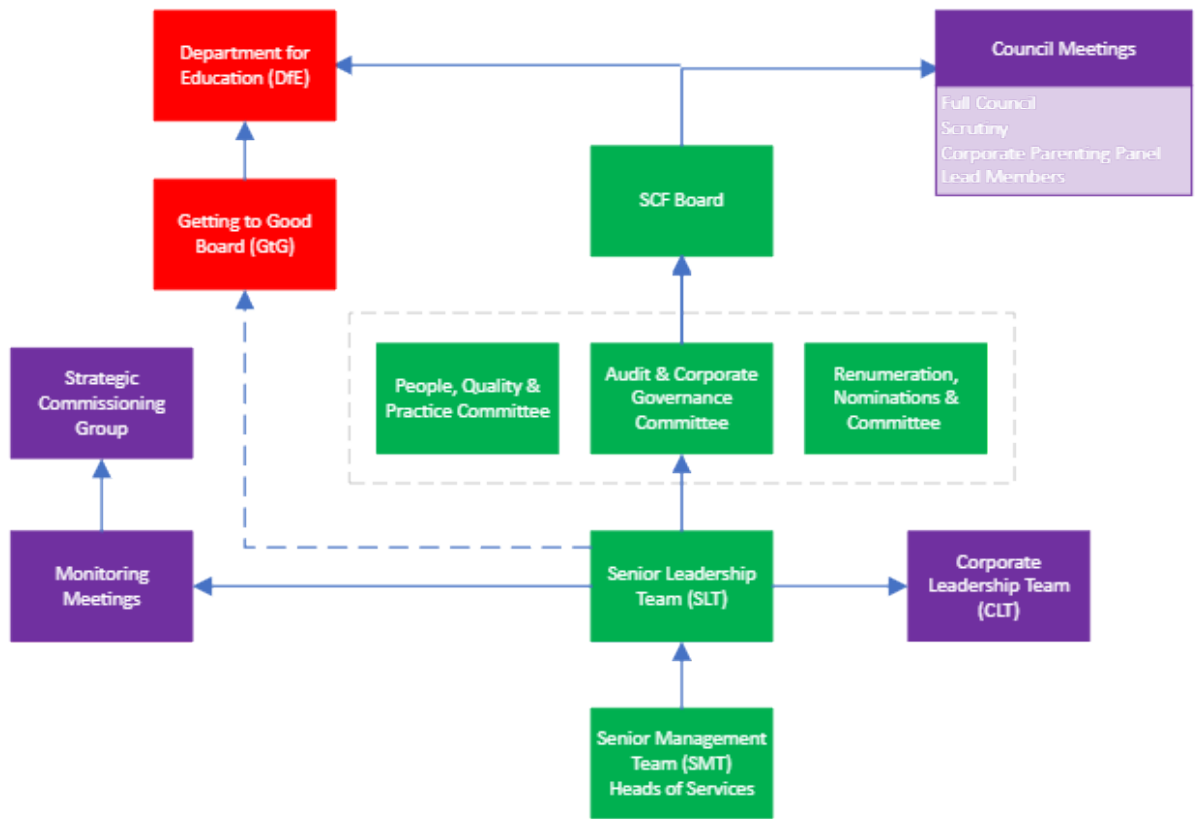 Department for
Education (DfE)
Council Meetings
Full Council
Scrutiny
Corporate Parenting Panel
Lead Members
SCF Board
Getting to Good
Board (GtG)
Strategic
Commissioning
Group
People, Quality &
Practice Committee
Audit & Corporate
Governance
Committee
Renumeration,
Nominations &
Committee
Monitoring
Meetings
Senior Leadership
Team (SLT)
Corporate
Leadership Team
(CLT)
Senior Management
Team (SMT)
Heads of Services